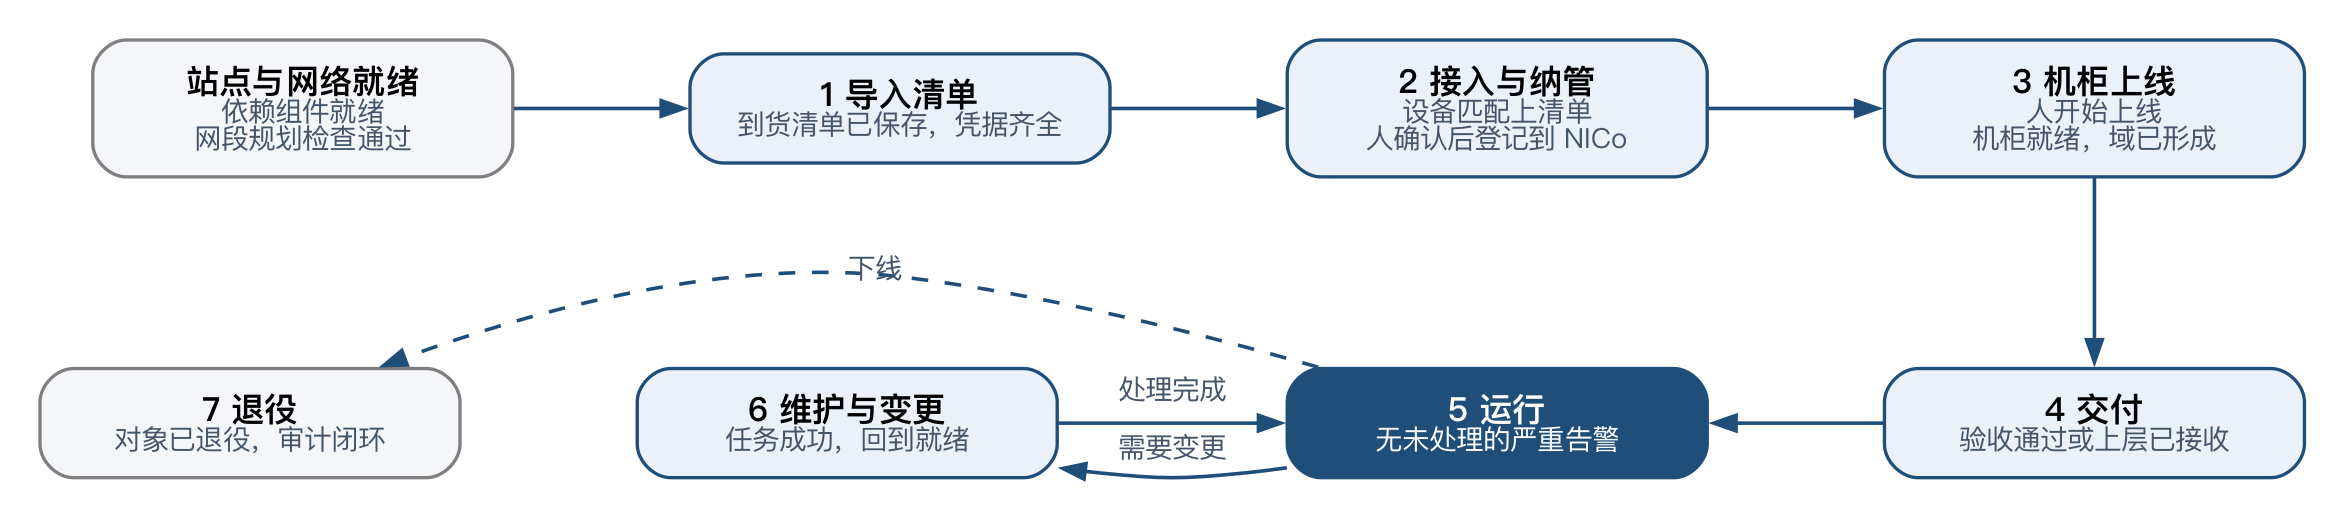 站点与网络就绪
依赖组件就绪
网段规划检查通过
1 导入清单
到货清单已保存，凭据齐全
2 接入与纳管
设备匹配上清单
人确认后登记到 NICo
3 机柜上线
人开始上线
机柜就绪，域已形成
下线
7 退役
对象已退役，审计闭环
6 维护与变更
任务成功，回到就绪
处理完成
需要变更
5 运行
无未处理的严重告警
4 交付
验收通过或上层已接收